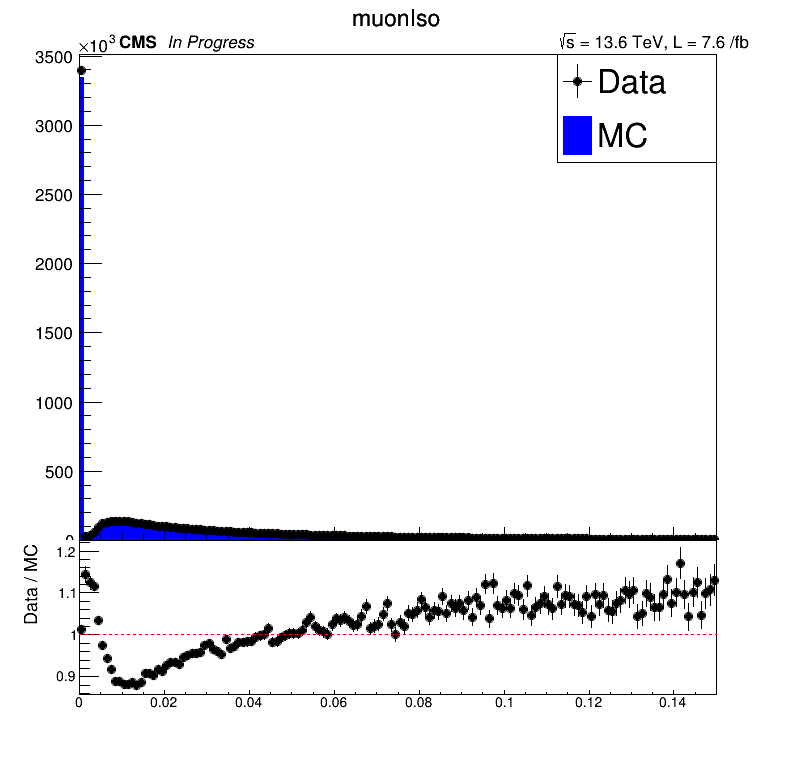 muonIso
×10³ CMS In Progress √s = 13.6 TeV, L = 7.6 /fb
3500
3000
2500
2000
1500
1000
500
0
Data
MC
Data / MC
1.2
1.1
1
0.9
0 0.02 0.04 0.06 0.08 0.1 0.12 0.14